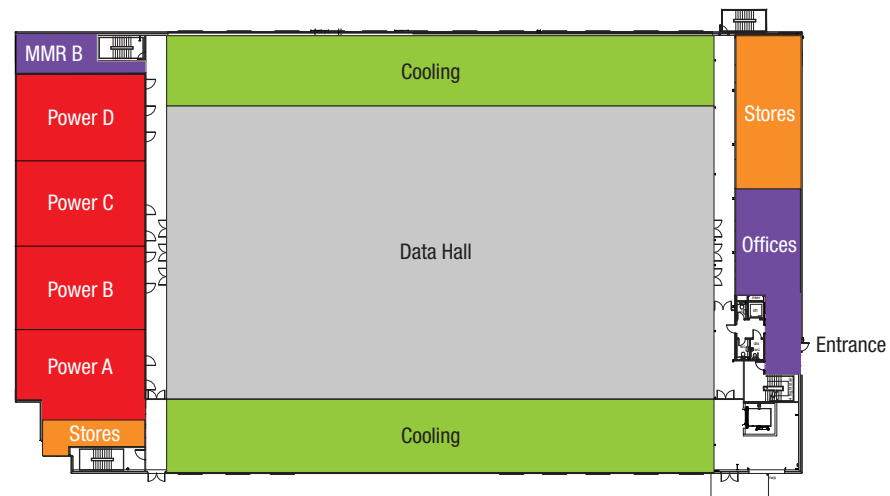 MMR B
Cooling
Power D
Stores
Power C
Data Hall
Offices
Power B
Entrance
Power A
Stores
Cooling